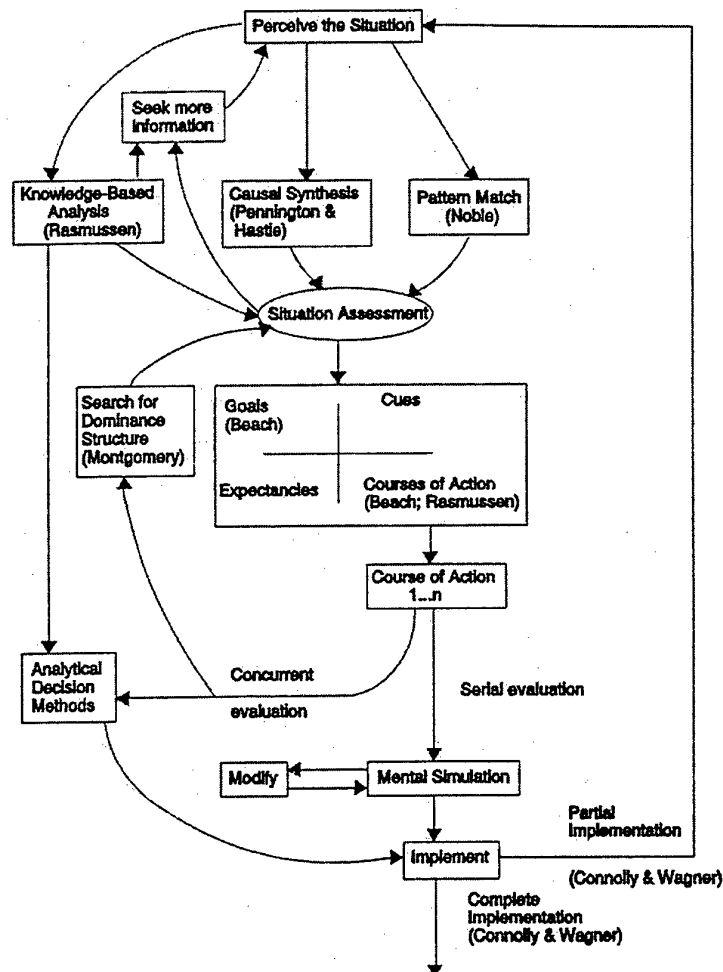 Perceive the Situation
Seek more
Information
Knowledge-Based
Analysis
(Rasmussen)
Causal Synthesis
(Pennington &
Hastie)
Pattern Match
(Noble)
Situation Assessment
Search for
Dominance
Structure
(Montgomery)
Goals
(Beach)
Cues
Expectancies
Courses of Action
(Beach; Rasmussen)
Course of Action
1...n
Analytical
Decision
Methods
Concurrent
evaluation
Serial evaluation
Modify
Mental Simulation
Partial
Implementation
(Connolly & Wagner)
Implement
Complete
Implementation
(Connolly & Wagner)